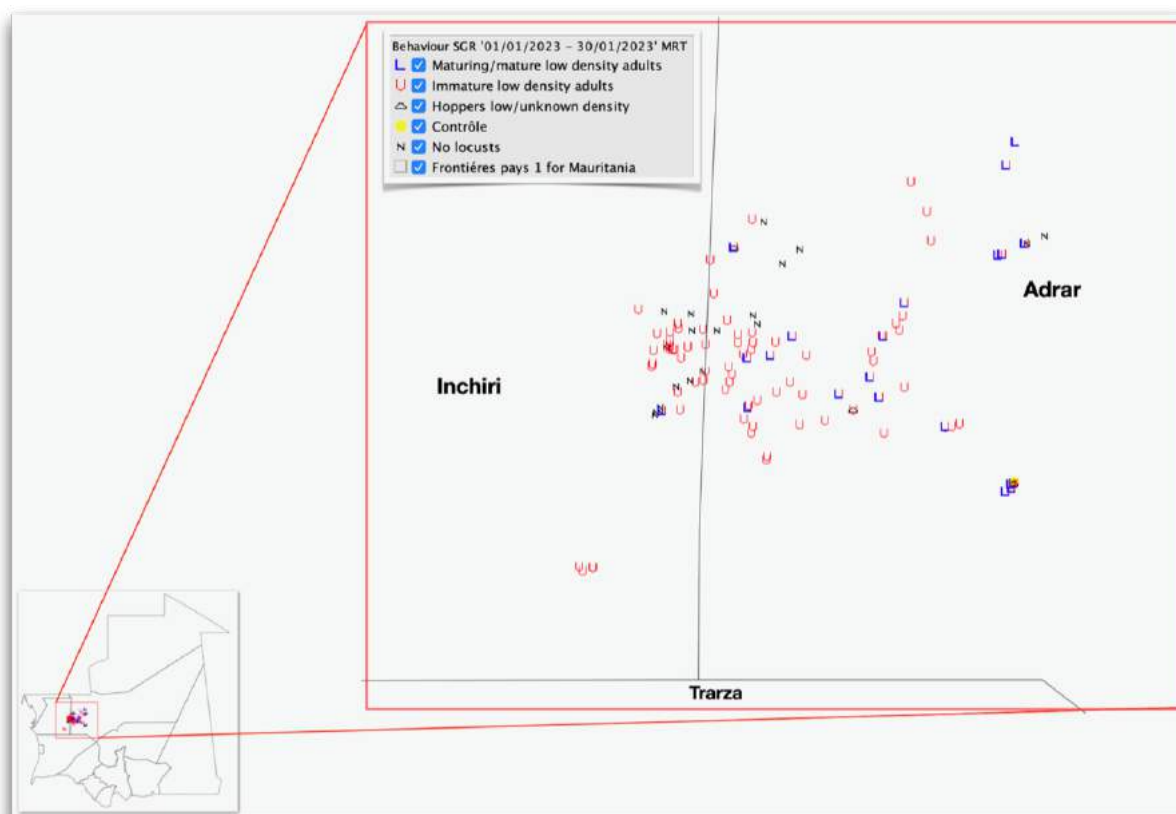 Behaviour SGR '01/01/2023 – 30/01/2023' MRT
Maturing/mature low density adults
Immature low density adults
Hoppers low/unknown density
Contrôle
N No locusts
Frontiéres pays 1 for Mauritania
Adrar
Inchiri
Trarza